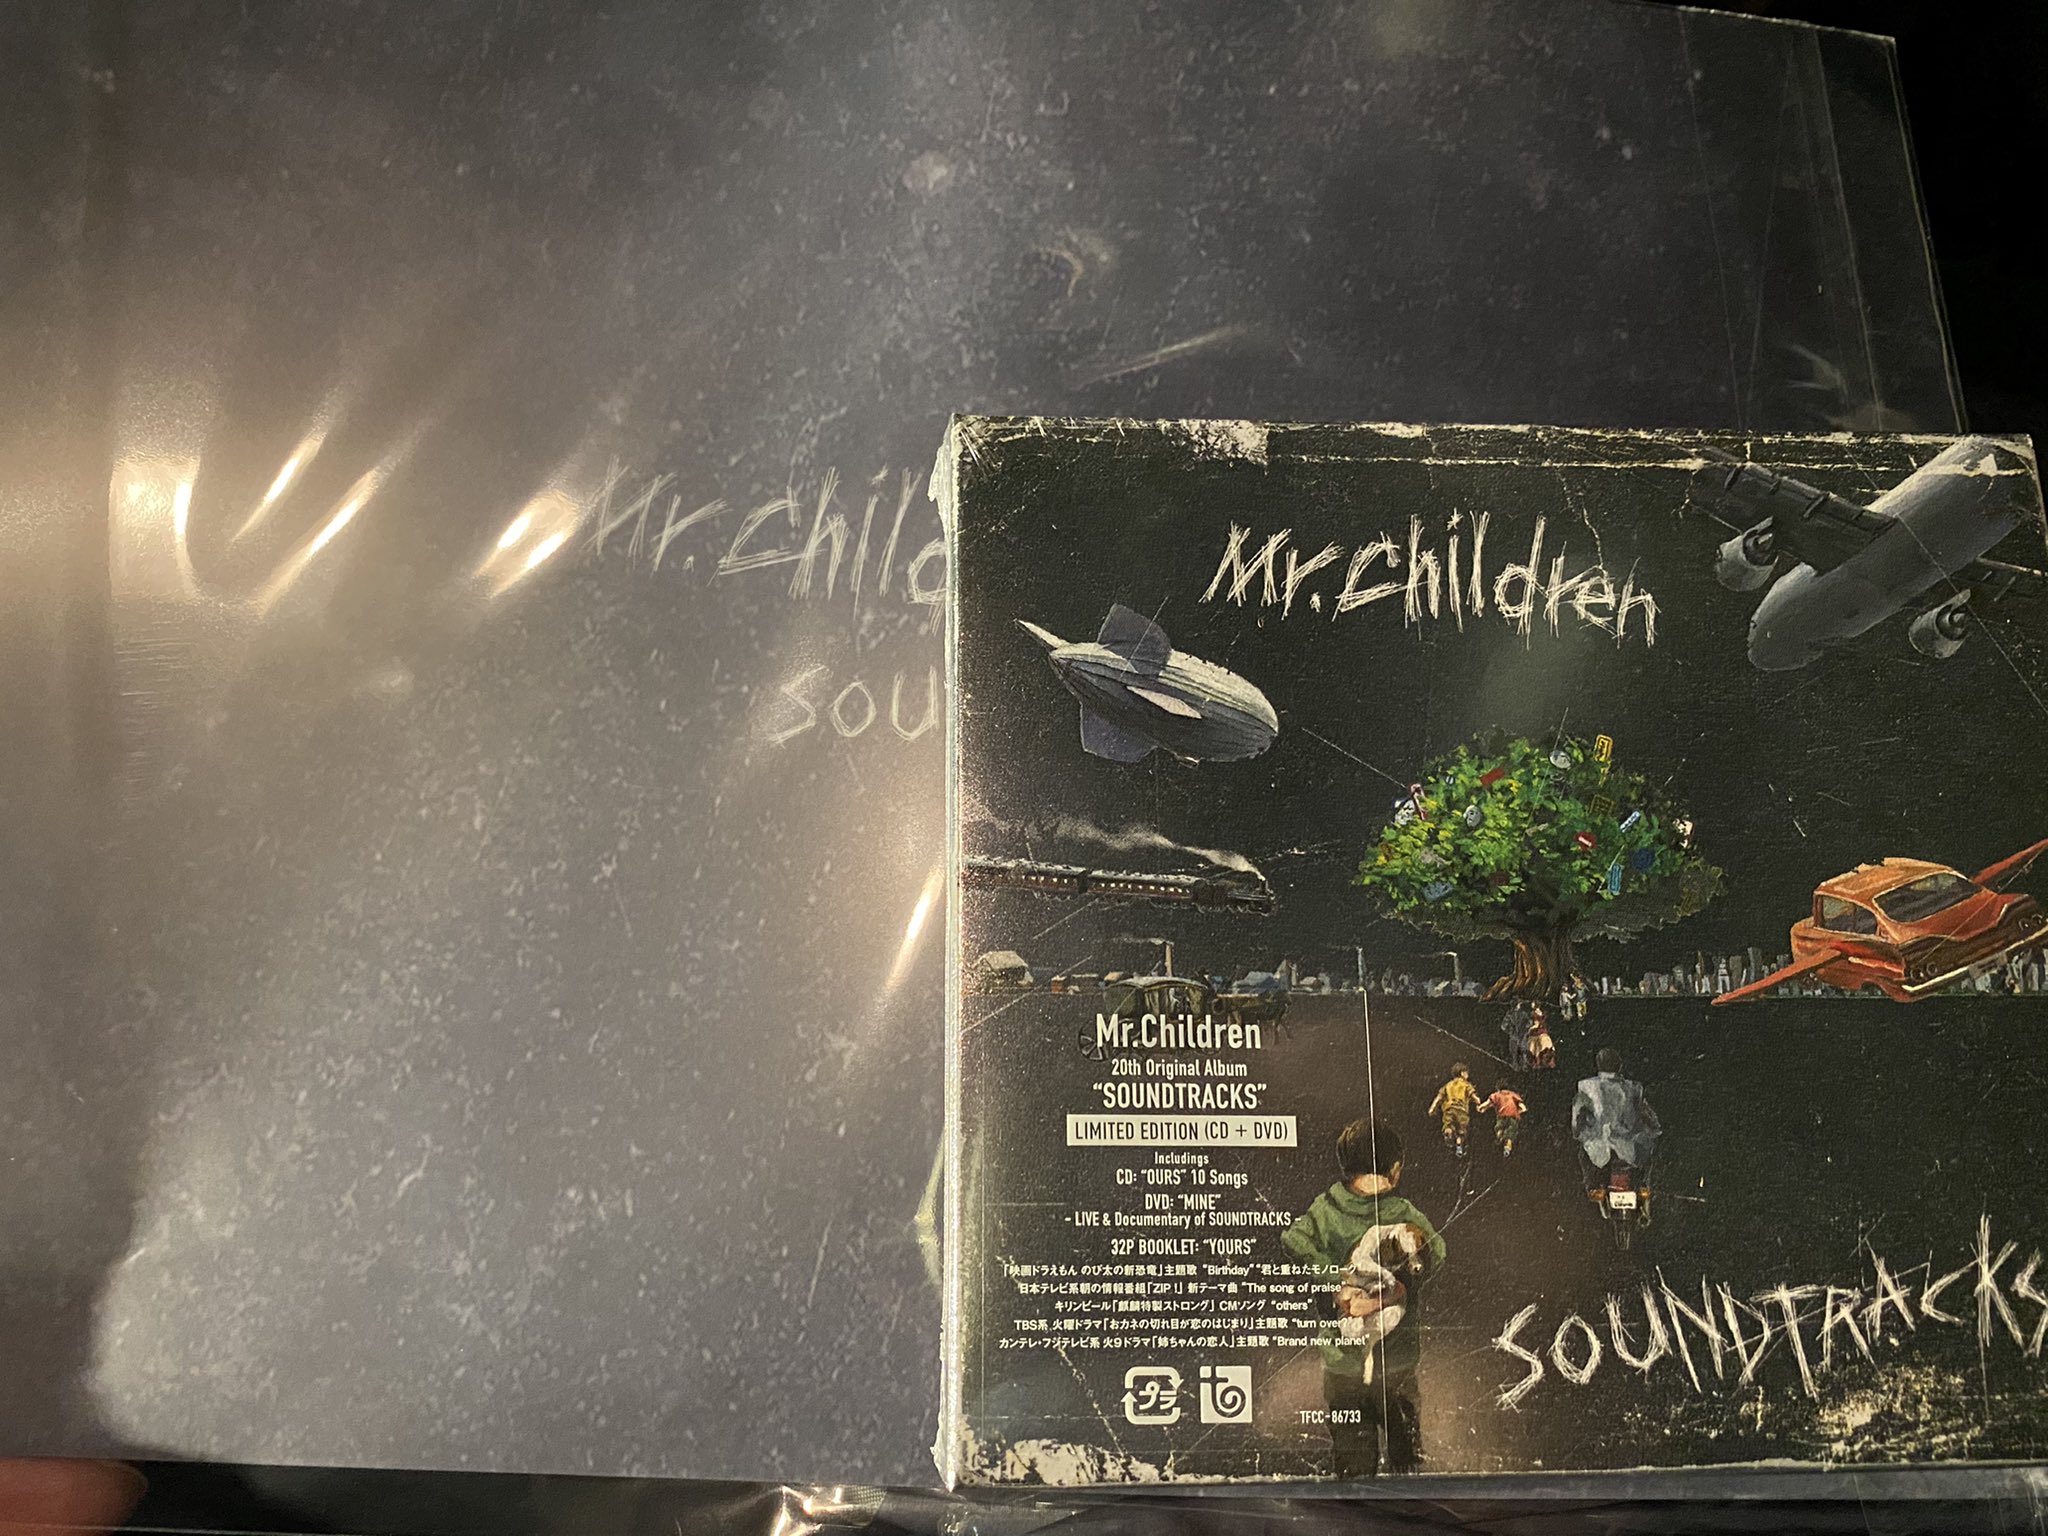 Mr.Child
SOU
Mr.Children
Mr.Children
20th Original Album
“SOUNDTRACKS”
LIMITED EDITION (CD + DVD)
Includings
CD: “OURS” 10 Songs
DVD: “MINE”
- LIVE & Documentary of SOUNDTRACKS -
32P BOOKLET: “YOURS”
「映画ドラえもん のび太の新恐竜」主題歌 “Birthday” “君と重ねたモノローグ”
日本テレビ系朝の情報番組「ZIP！」新テーマ曲 “The song of praise”
キリンビール「麒麟特製ストロング」CMソング “others”
TBS系 火曜ドラマ「おカネの切れ目が恋のはじまり」主題歌 “turn over?”
カンテレ・フジテレビ系 火9ドラマ「姉ちゃんの恋人」主題歌 “Brand new planet”
プラ
TFCC-86733
SOUNDTRACKS